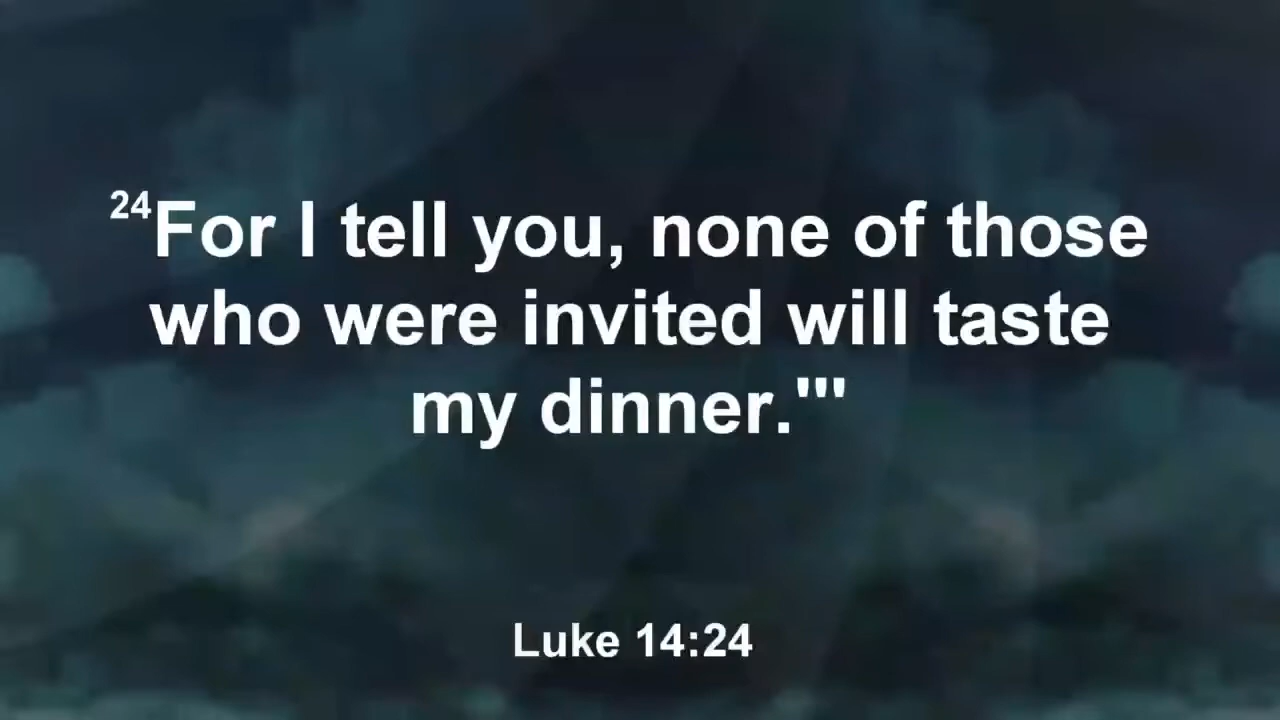 24For I tell you, none of those
who were invited will taste
my dinner.'"
Luke 14:24